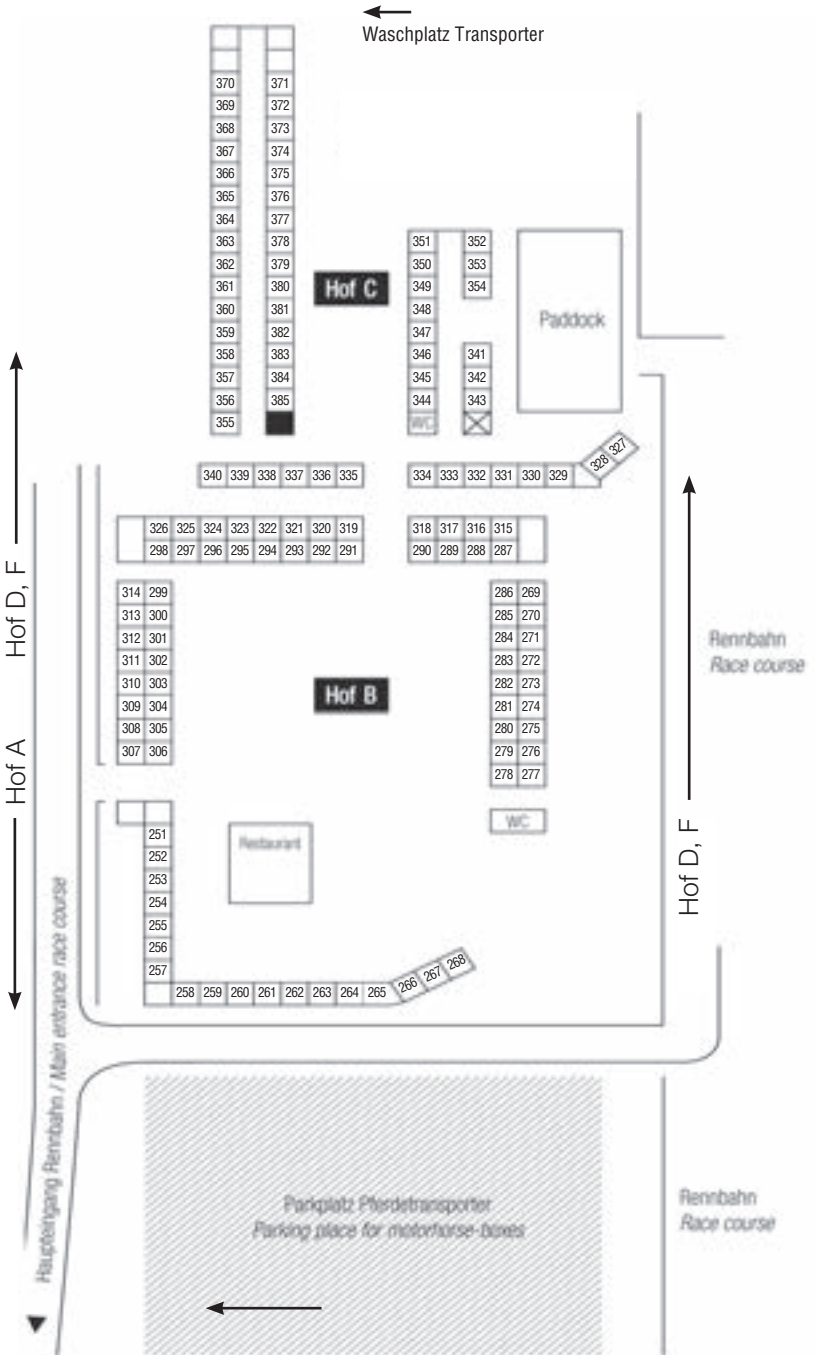 Waschplatz Transporter
370 371
369 372
368 373
367 374
366 375
365 376
364 377
363 378
362 379
361 380
360 381
359 382
358 383
357 384
356 385
355
Hof C
351 352
350 353
349 354
348
347
346 341
345 342
344 343
WC
Paddock
340 339 338 337 336 335
334 333 332 331 330 329 328 327
326 325 324 323 322 321 320 319
298 297 296 295 294 293 292 291
318 317 316 315
290 289 288 287
314 299
313 300
312 301
311 302
310 303
309 304
308 305
307 306
Hof B
286 269
285 270
284 271
283 272
282 273
281 274
280 275
279 276
278 277
WC
Restaurant
251
252
253
254
255
256
257
258 259 260 261 262 263 264 265 266 267 268
Hof D, F
Hof A
Haupteingang Rennbahn / Main entrance race course
Rennbahn
Race course
Hof D, F
Parkplatz Pferdetransporter
Parking place for motorhorse-boxes
Rennbahn
Race course